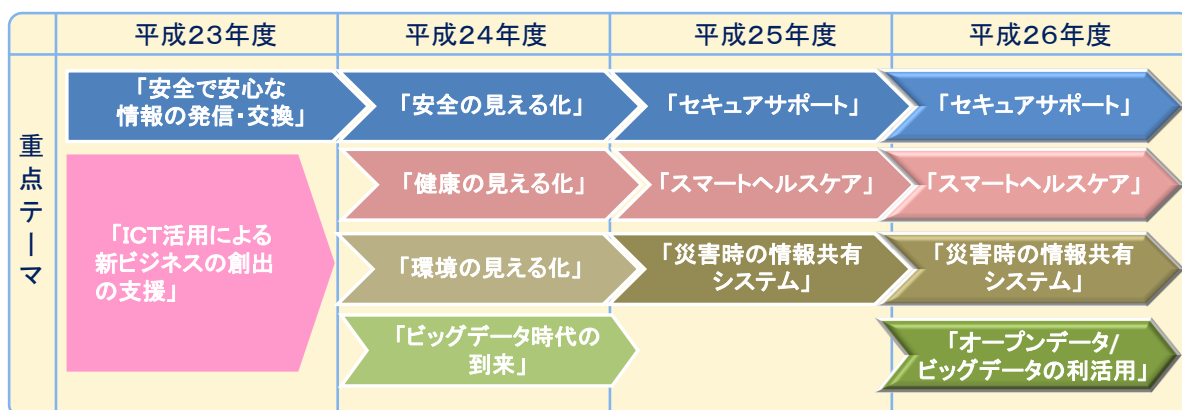 平成23年度
平成24年度
平成25年度
平成26年度
重点テーマ
「安全で安心な
情報の発信・交換」
「安全の見える化」
「セキュアサポート」
「セキュアサポート」
「ICT活用による
新ビジネスの創出
の支援」
「健康の見える化」
「スマートヘルスケア」
「スマートヘルスケア」
「環境の見える化」
「災害時の情報共有
システム」
「災害時の情報共有
システム」
「ビッグデータ時代の
到来」
「オープンデータ/
ビッグデータの利活用」